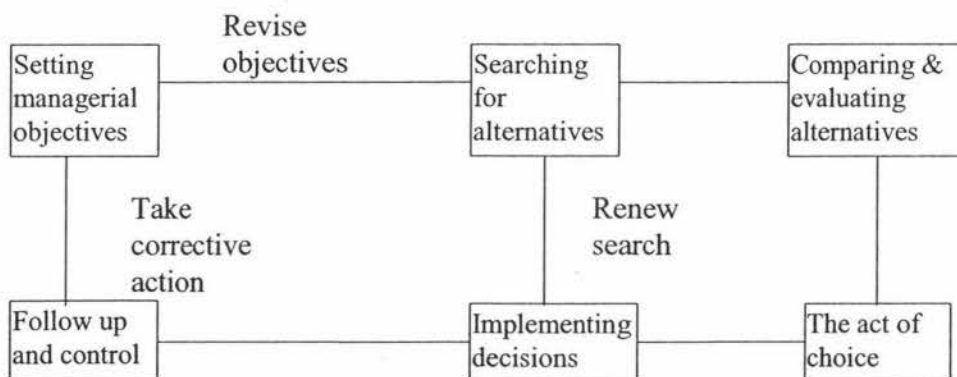 Revise
objectives
Setting
managerial
objectives
Searching
for
alternatives
Comparing &
evaluating
alternatives
Take
corrective
action
Renew
search
Follow up
and control
Implementing
decisions
The act of
choice